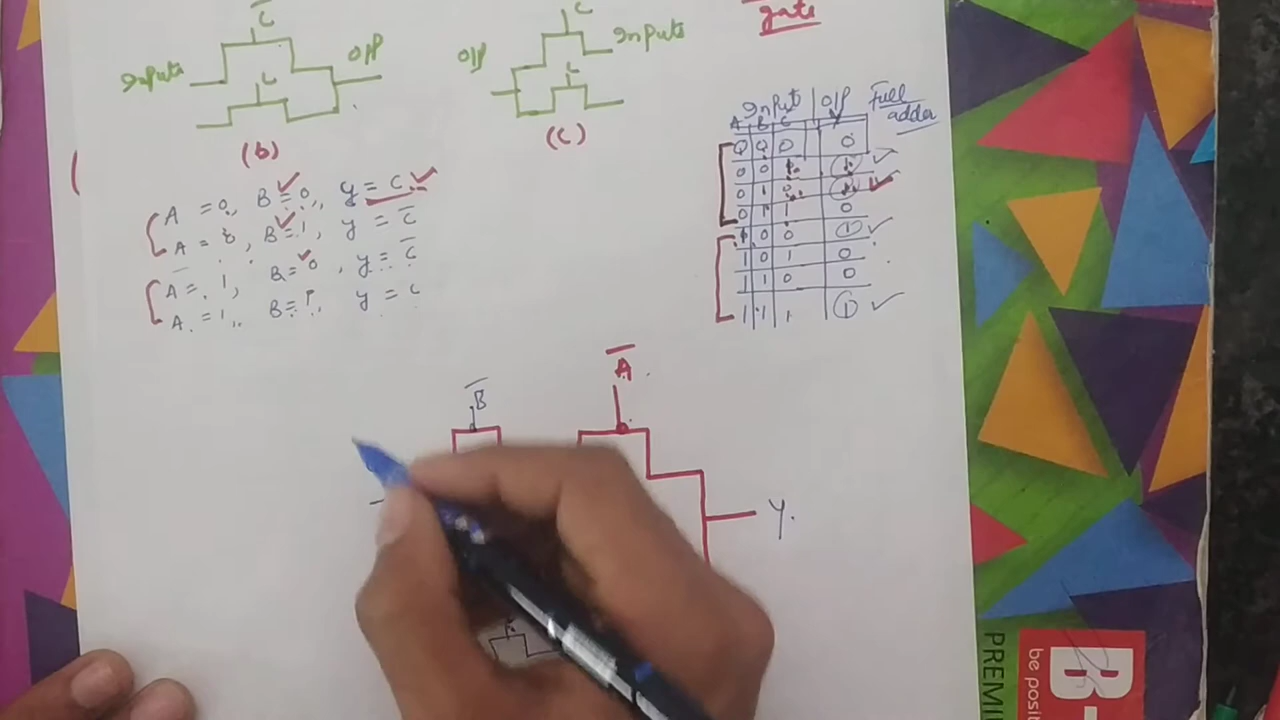 C̅
Inputs
O/P
C
(b)
C
O/P
Inputs
C
(c)
gate
Input O/P Full adder
A B C Y
0 0 0 0
0 0 1 1
0 1 0 1
0 1 1 0
1 0 0 1
1 0 1 0
1 1 0 0
1 1 1 1
A = 0, B = 0, y = C
A = 0, B = 1, y = C̅
A = 1, B = 0, y = C̅
A = 1, B = 1, y = C
A̅
B̅
Y.
B
be posit
PREMI